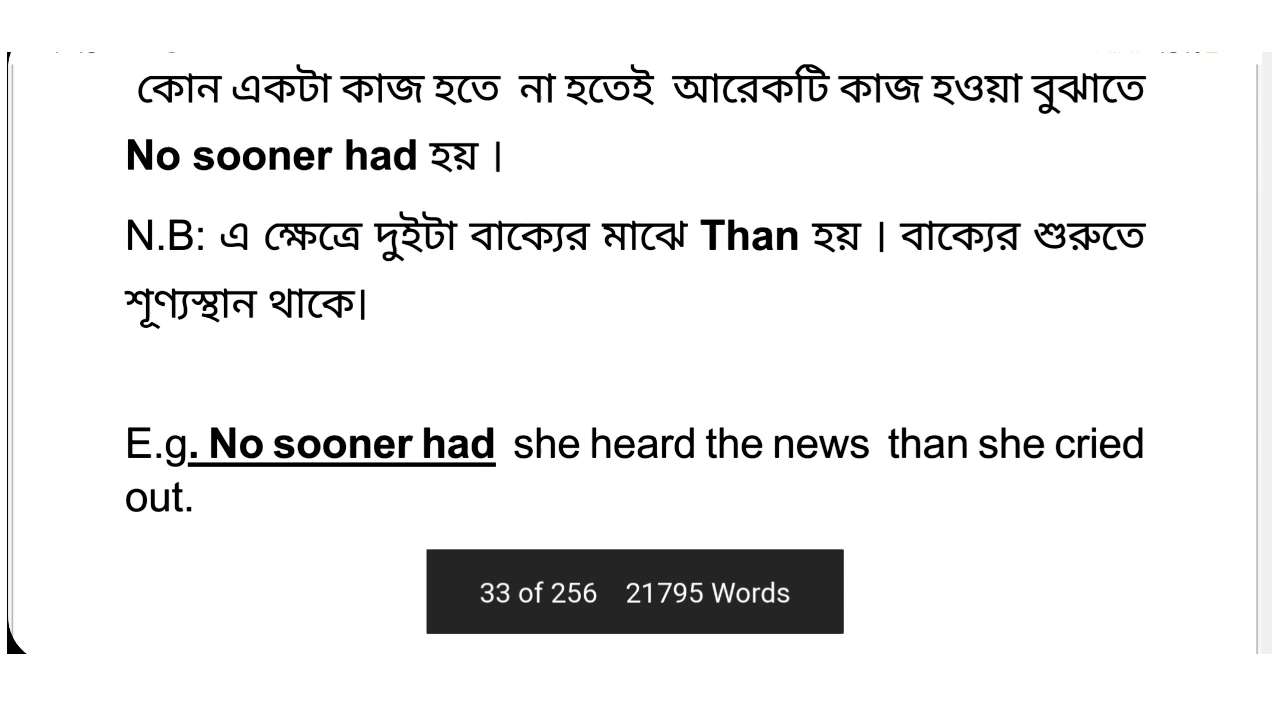 কোন একটা কাজ হতে না হতেই আরেকটি কাজ হওয়া বুঝাতে
No sooner had হয় ।
N.B: এ ক্ষেত্রে দুইটা বাক্যের মাঝে Than হয় । বাক্যের শুরুতে
শূণ্যস্থান থাকে।
E.g. No sooner had she heard the news than she cried
out.
33 of 256 21795 Words